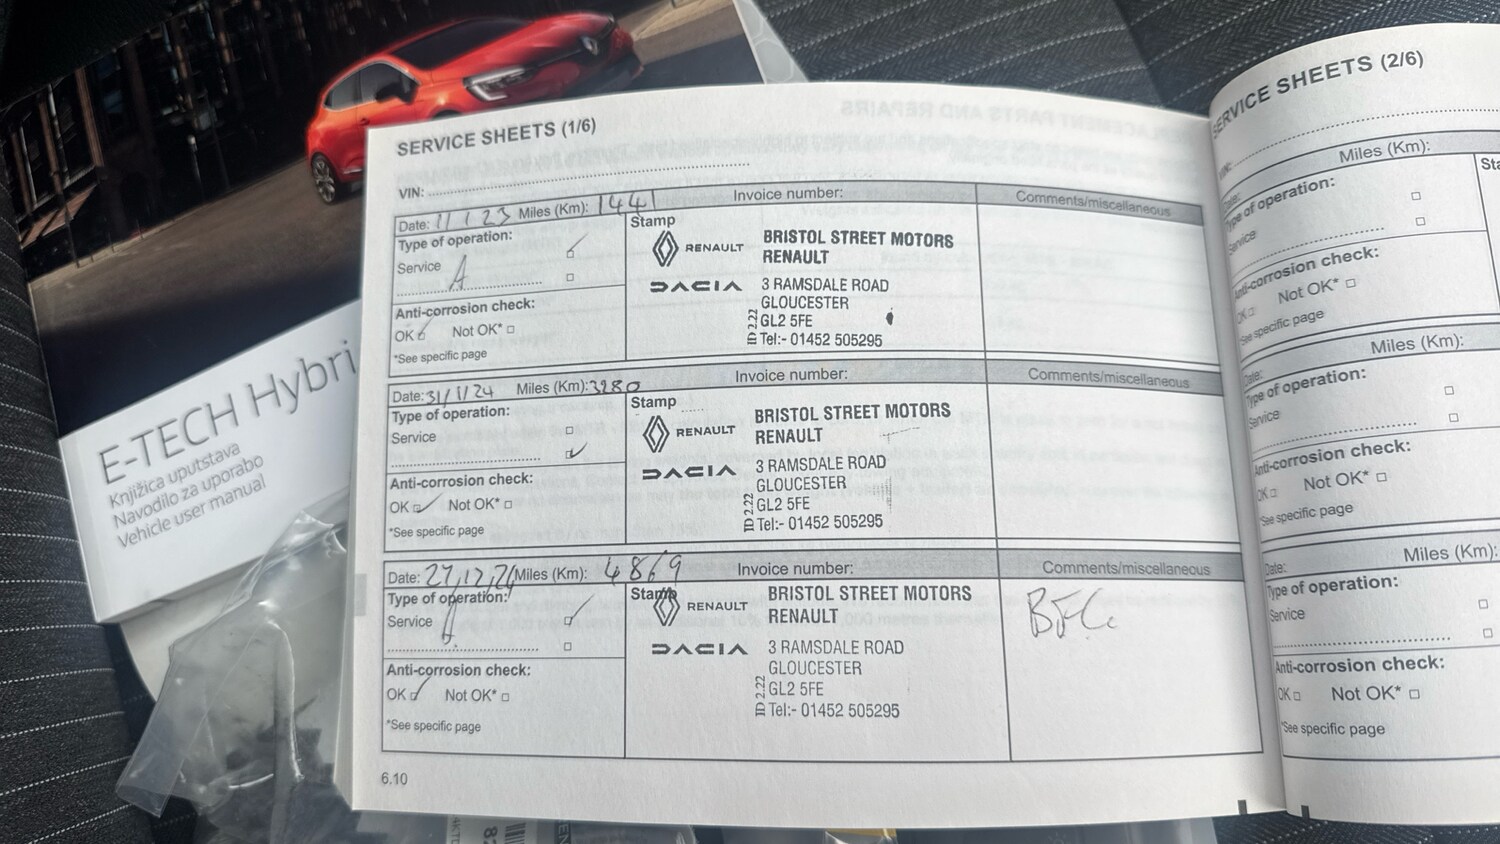 SERVICE SHEETS (1/6)
VIN:
Date: 11/1/23 Miles (Km): 1441 Invoice number: Comments/miscellaneous
Type of operation:
Service A
Anti-corrosion check:
OK Not OK*
*See specific page
Stamp
RENAULT
DACIA
BRISTOL STREET MOTORS
RENAULT
3 RAMSDALE ROAD
GLOUCESTER
GL2 5FE
Tel:- 01452 505295
ID 2.22
Date: 31/1/24 Miles (Km): 3280 Invoice number: Comments/miscellaneous
Type of operation:
Service
Anti-corrosion check:
OK Not OK*
*See specific page
Stamp
RENAULT
DACIA
BRISTOL STREET MOTORS
RENAULT
3 RAMSDALE ROAD
GLOUCESTER
GL2 5FE
Tel:- 01452 505295
ID 2.22
Date: 27/12/24 Miles (Km): 4869 Invoice number: Comments/miscellaneous
Type of operation:
Service
Anti-corrosion check:
OK Not OK*
*See specific page
Stamp
RENAULT
DACIA
BRISTOL STREET MOTORS
RENAULT
3 RAMSDALE ROAD
GLOUCESTER
GL2 5FE
Tel:- 01452 505295
ID 2.22
6.10
SERVICE SHEETS (2/6)
VIN:
Date: Miles (Km):
Type of operation:
Service
Anti-corrosion check:
OK Not OK*
*See specific page
Date: Miles (Km):
Type of operation:
Service
Anti-corrosion check:
OK Not OK*
*See specific page
Date: Miles (Km):
Type of operation:
Service
Anti-corrosion check:
OK Not OK*
*See specific page
E-TECH Hybri
Knjižica uputstava
Navodilo za uporabo
Vehicle user manual